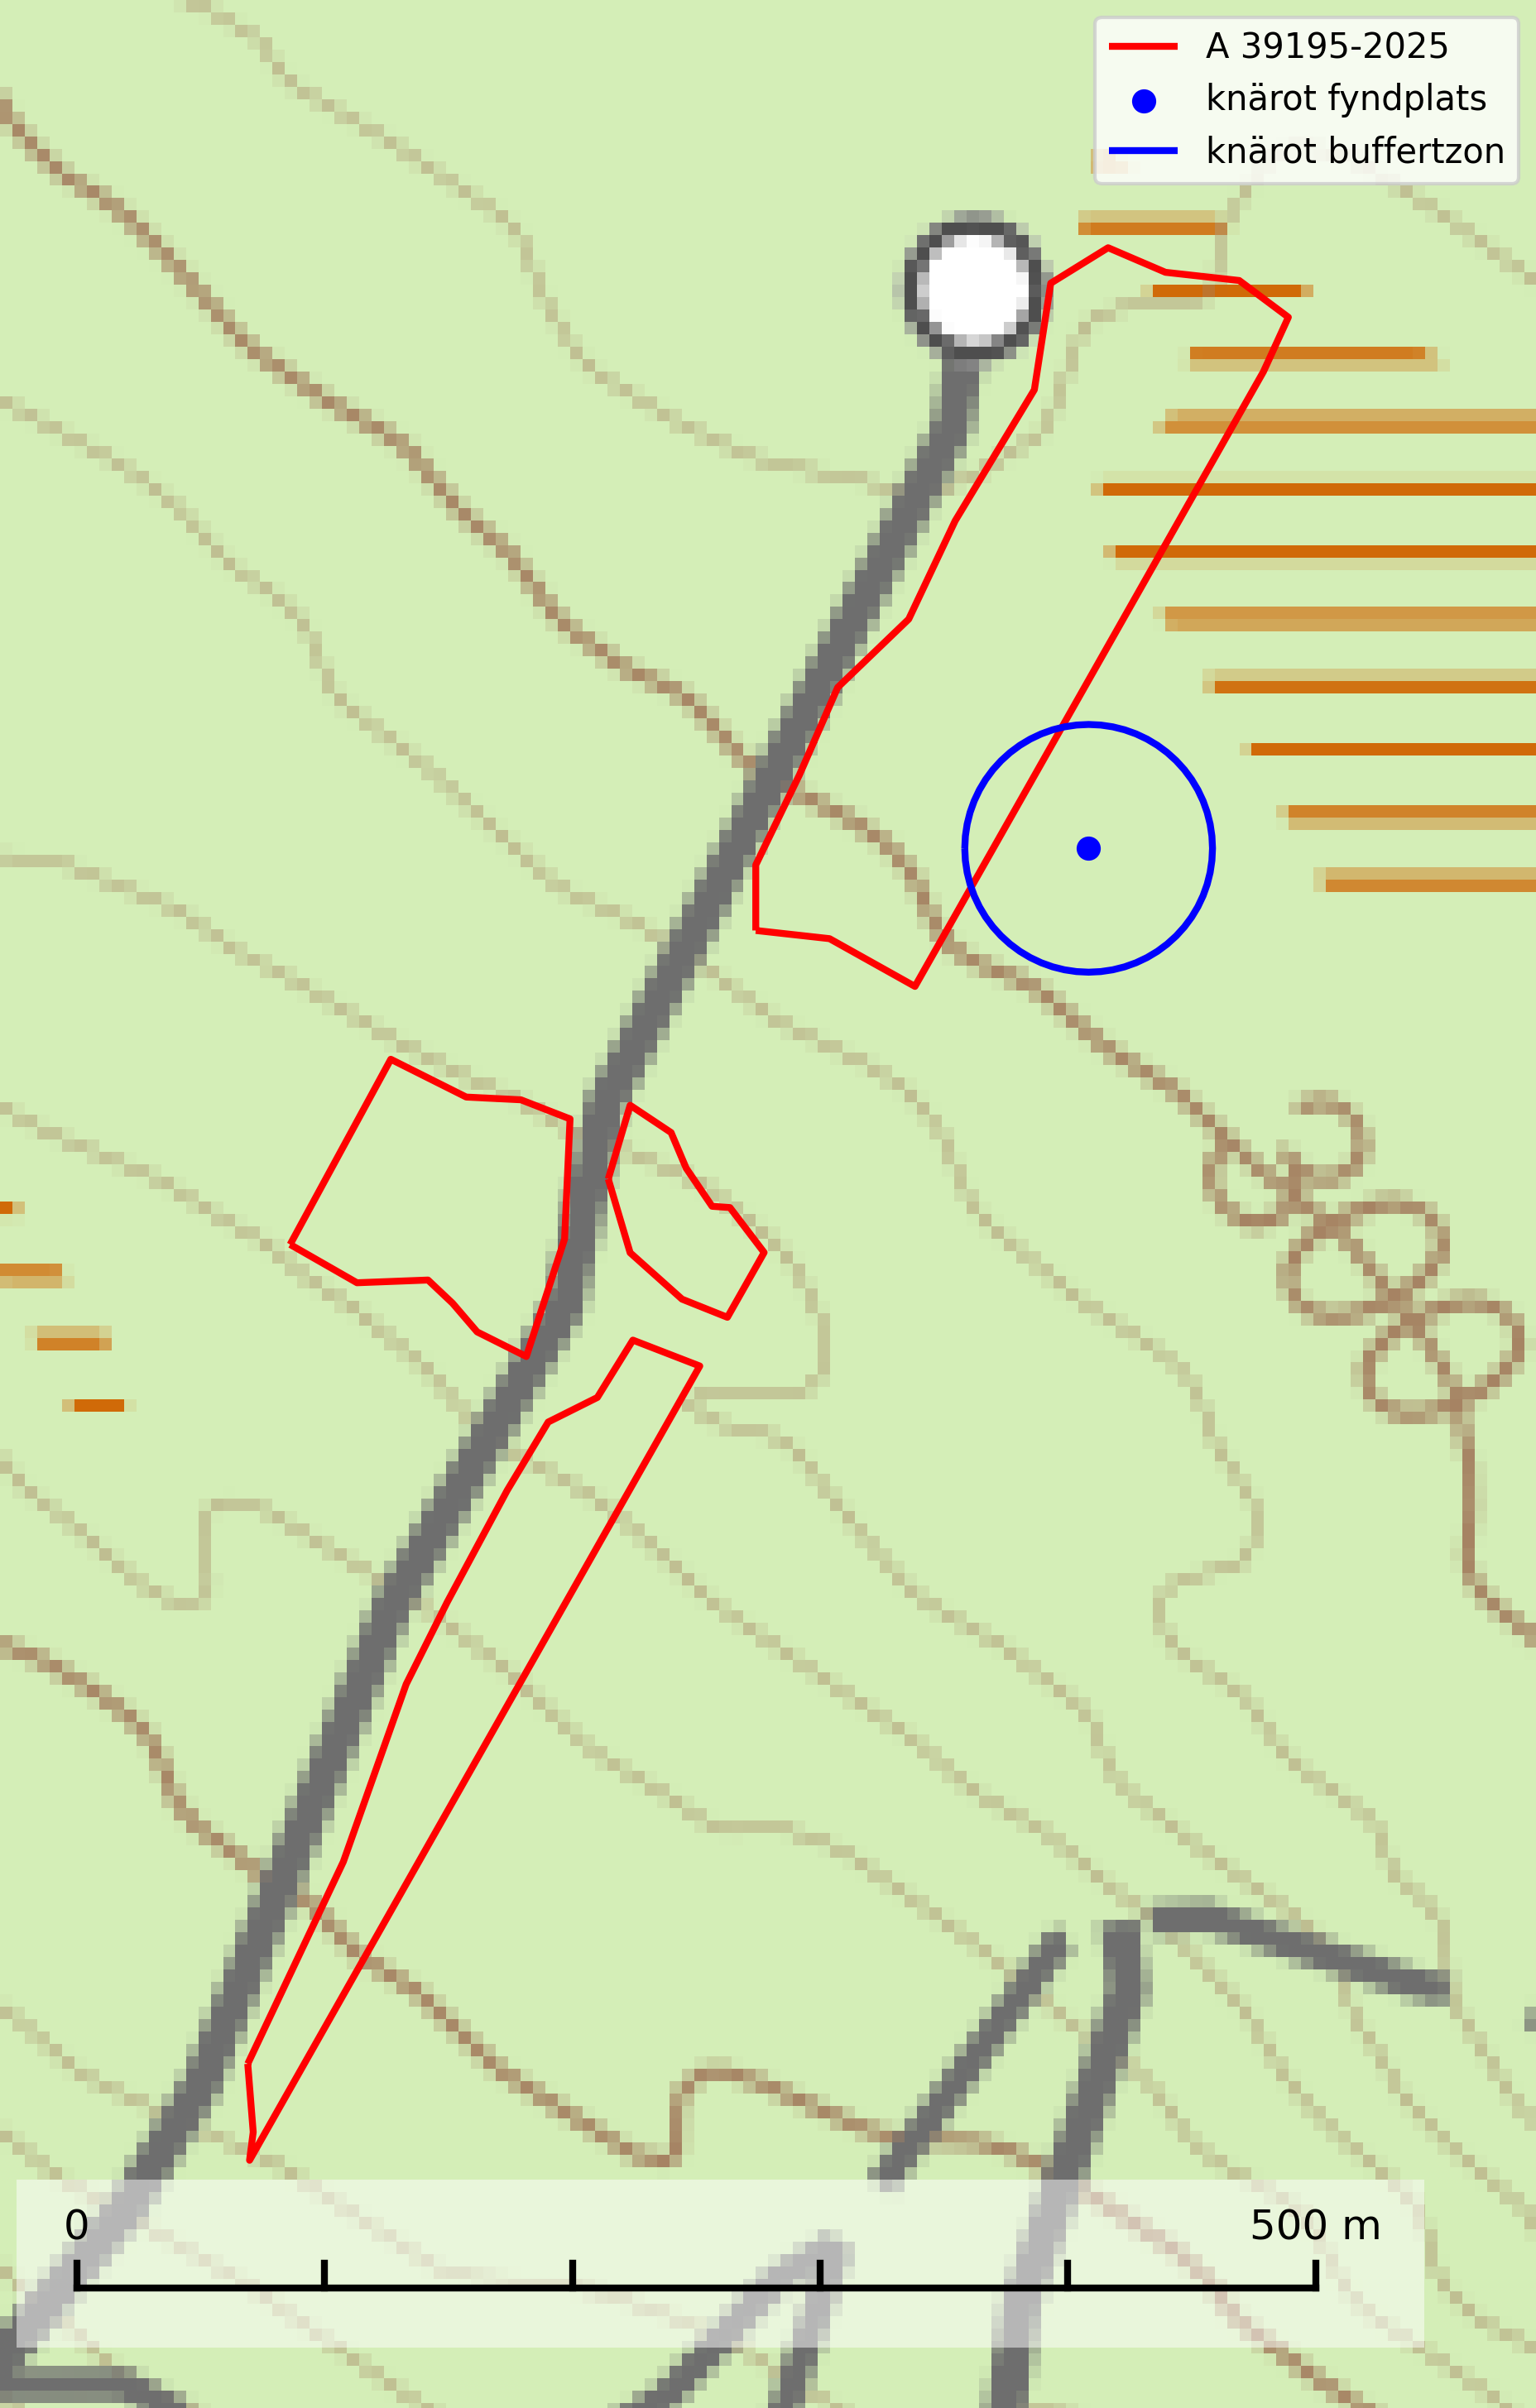 A 39195-2025
knärot fyndplats
knärot buffertzon
0
500 m